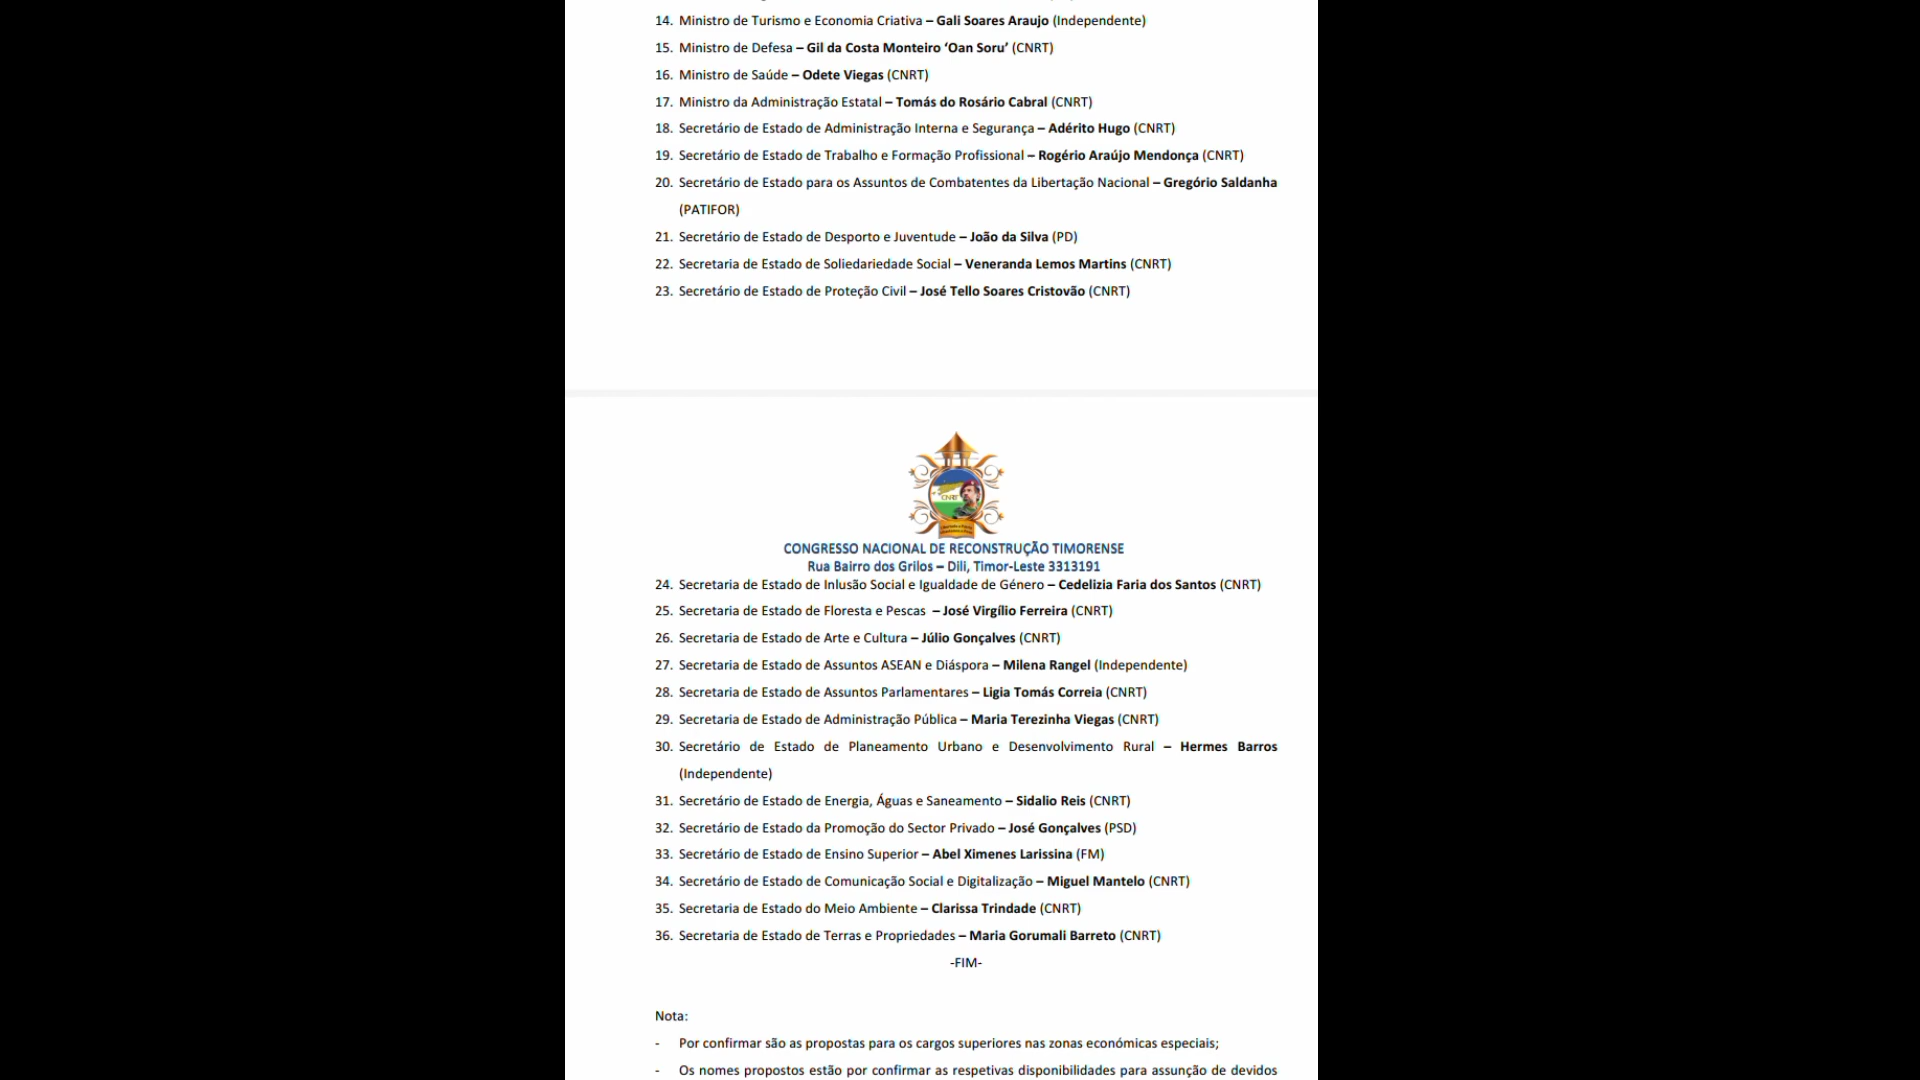 14. Ministro de Turismo e Economia Criativa – Gali Soares Araujo (Independente)
15. Ministro de Defesa – Gil da Costa Monteiro ‘Oan Soru’ (CNRT)
16. Ministro de Saúde – Odete Viegas (CNRT)
17. Ministro da Administração Estatal – Tomás do Rosário Cabral (CNRT)
18. Secretário de Estado de Administração Interna e Segurança – Adérito Hugo (CNRT)
19. Secretário de Estado de Trabalho e Formação Profissional – Rogério Araújo Mendonça (CNRT)
20. Secretário de Estado para os Assuntos de Combatentes da Libertação Nacional – Gregório Saldanha
(PATIFOR)
21. Secretário de Estado de Desporto e Juventude – João da Silva (PD)
22. Secretaria de Estado de Soliedariedade Social – Veneranda Lemos Martins (CNRT)
23. Secretário de Estado de Proteção Civil – José Tello Soares Cristovão (CNRT)
CNRT
CONGRESSO NACIONAL DE RECONSTRUÇÃO TIMORENSE
Rua Bairro dos Grilos – Dili, Timor-Leste 3313191
24. Secretaria de Estado de Inlusão Social e Igualdade de Género – Cedelizia Faria dos Santos (CNRT)
25. Secretaria de Estado de Floresta e Pescas – José Virgílio Ferreira (CNRT)
26. Secretaria de Estado de Arte e Cultura – Júlio Gonçalves (CNRT)
27. Secretaria de Estado de Assuntos ASEAN e Diáspora – Milena Rangel (Independente)
28. Secretaria de Estado de Assuntos Parlamentares – Ligia Tomás Correia (CNRT)
29. Secretaria de Estado de Administração Pública – Maria Terezinha Viegas (CNRT)
30. Secretário de Estado de Planeamento Urbano e Desenvolvimento Rural – Hermes Barros
(Independente)
31. Secretário de Estado de Energia, Águas e Saneamento – Sidalio Reis (CNRT)
32. Secretário de Estado da Promoção do Sector Privado – José Gonçalves (PSD)
33. Secretário de Estado de Ensino Superior – Abel Ximenes Larissina (FM)
34. Secretário de Estado de Comunicação Social e Digitalização – Miguel Mantelo (CNRT)
35. Secretaria de Estado do Meio Ambiente – Clarissa Trindade (CNRT)
36. Secretaria de Estado de Terras e Propriedades – Maria Gorumali Barreto (CNRT)
-FIM-
Nota:
- Por confirmar são as propostas para os cargos superiores nas zonas económicas especiais;
- Os nomes propostos estão por confirmar as respetivas disponibilidades para assunção de devidos